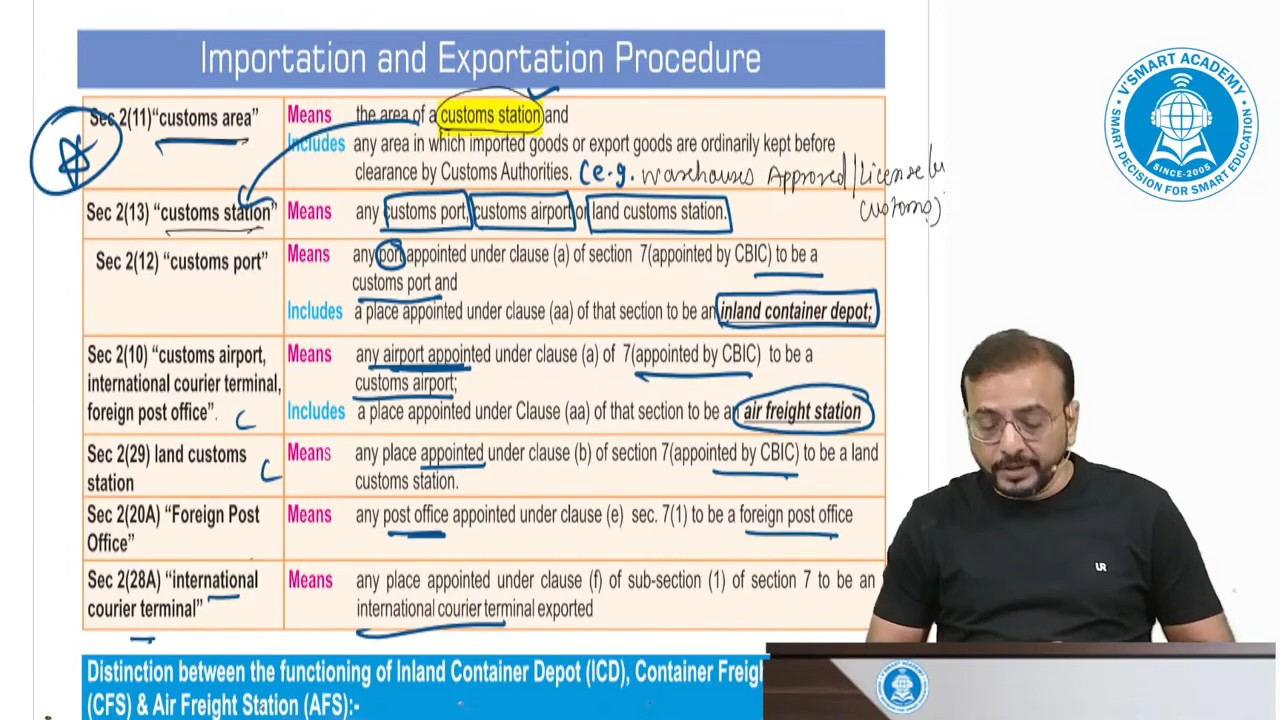 Importation and Exportation Procedure
Sec 2(11)“customs area”
Means
the area of a customs station and
Includes
any area in which imported goods or export goods are ordinarily kept before
clearance by Customs Authorities.
(e.g. warehouses Approved/License by
customs)
Sec 2(13) “customs station”
Means
any customs port, customs airport or land customs station.
Sec 2(12) “customs port”
Means
any port appointed under clause (a) of section 7(appointed by CBIC) to be a
customs port and
Includes
a place appointed under clause (aa) of that section to be an inland container depot;
Sec 2(10) “customs airport,
international courier terminal,
foreign post office”.
Means
any airport appointed under clause (a) of 7(appointed by CBIC) to be a
customs airport;
Includes
a place appointed under Clause (aa) of that section to be an air freight station
Sec 2(29) land customs
station
Means
any place appointed under clause (b) of section 7(appointed by CBIC) to be a land
customs station.
Sec 2(20A) “Foreign Post
Office”
Means
any post office appointed under clause (e) sec. 7(1) to be a foreign post office
Sec 2(28A) “international
courier terminal”
Means
any place appointed under clause (f) of sub-section (1) of section 7 to be an
international courier terminal exported
Distinction between the functioning of Inland Container Depot (ICD), Container Freigh
(CFS) & Air Freight Station (AFS):-
V'SMART ACADEMY
SINCE-2005
SMART DECISION FOR SMART EDUCATION
UR